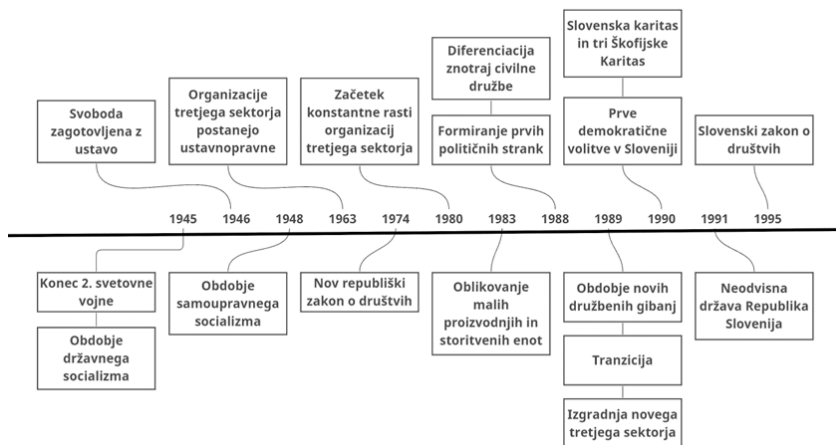 Svoboda
zagotovljena z
ustavo
Organizacije
tretjega sektorja
postanejo
ustavnopravne
Začetek
konstantne rasti
organizacij
tretjega sektorja
Diferenciacija
znotraj civilne
družbe
Formiranje prvih
političnih strank
Slovenska karitas
in tri Škofijske
Karitas
Prve
demokratične
volitve v Sloveniji
Slovenski zakon o
društvih
1945 1946 1948 1963 1974 1980 1983 1988 1989 1990 1991 1995
Konec 2. svetovne
vojne
Obdobje
državnega
socializma
Obdobje
samoupravnega
socializma
Nov republiški
zakon o društvih
Oblikovanje
malih
proizvodnjih in
storitvenih enot
Obdobje novih
družbenih gibanj
Tranzicija
Izgradnja novega
tretjega sektorja
Neodvisna
država Republika
Slovenija